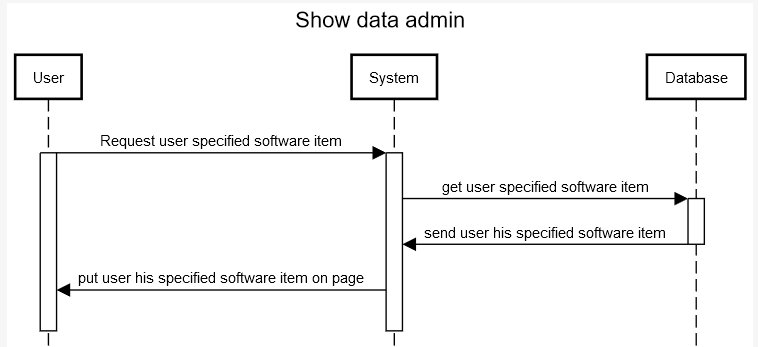 Show data admin
User
System
Database
Request user specified software item
get user specified software item
send user his specified software item
put user his specified software item on page